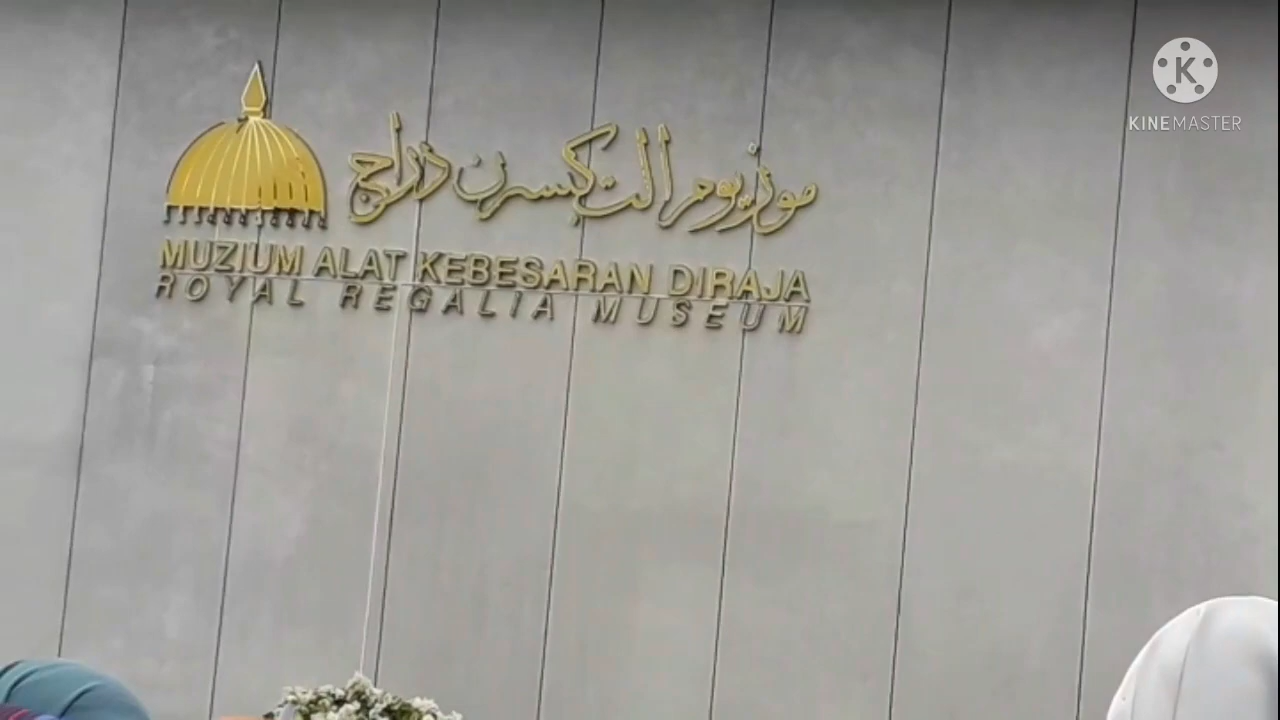 موزيوم الت كبسرن دراج
MUZIUM ALAT KEBESARAN DIRAJA
ROYAL REGALIA MUSEUM
K
KINEMASTER